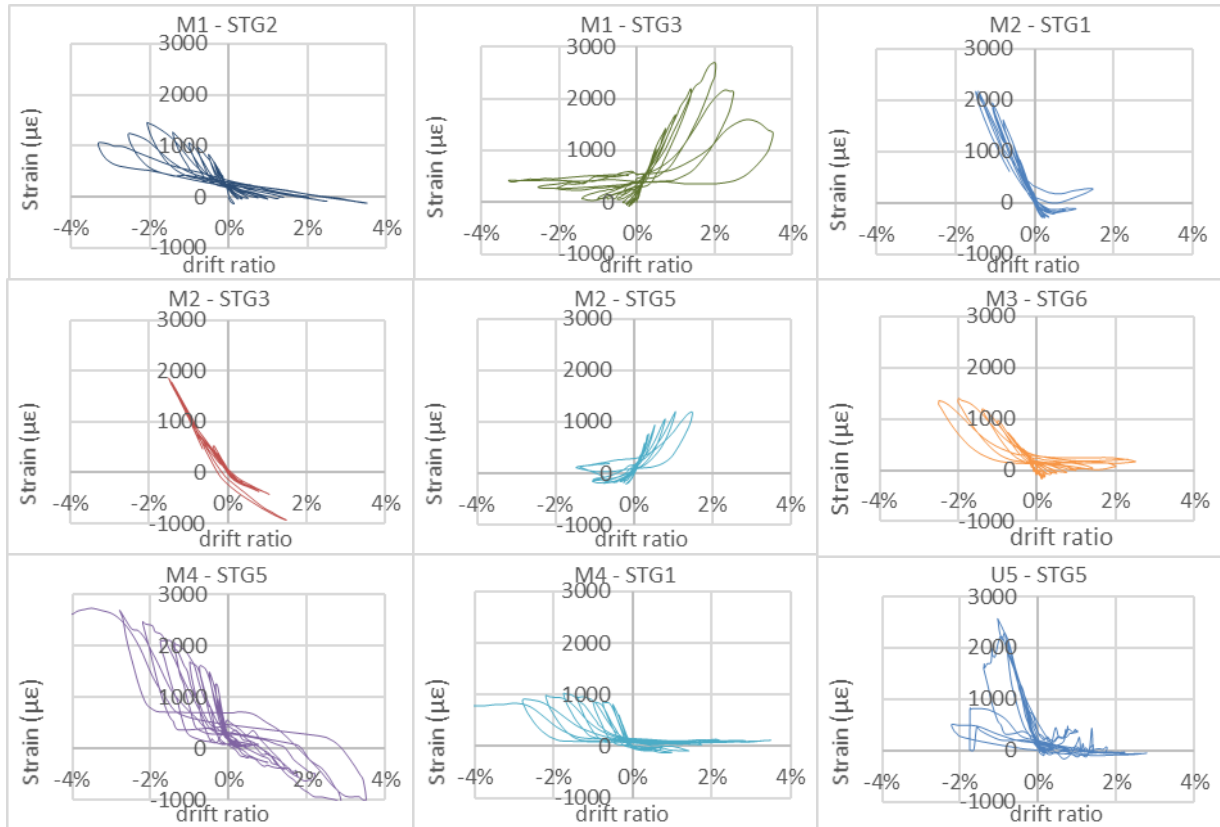 M1 - STG2
3000
2000
1000
0
-1000
-4% -2% 0% 2% 4%
Strain (με)
drift ratio
M1 - STG3
3000
2000
1000
0
-1000
-4% -2% 0% 2% 4%
Strain (με)
drift ratio
M2 - STG1
3000
2000
1000
0
-1000
-4% -2% 0% 2% 4%
Strain (με)
drift ratio
M2 - STG3
3000
2000
1000
0
-1000
-4% -2% 0% 2% 4%
Strain (με)
drift ratio
M2 - STG5
3000
2000
1000
0
-1000
-4% -2% 0% 2% 4%
Strain (με)
drift ratio
M3 - STG6
3000
2000
1000
0
-1000
-4% -2% 0% 2% 4%
Strain (με)
drift ratio
M4 - STG5
3000
2000
1000
0
-1000
-4% -2% 0% 2% 4%
Strain (με)
drift ratio
M4 - STG1
3000
2000
1000
0
-1000
-4% -2% 0% 2% 4%
Strain (με)
drift ratio
U5 - STG5
3000
2000
1000
0
-1000
-4% -2% 0% 2% 4%
Strain (με)
drift ratio